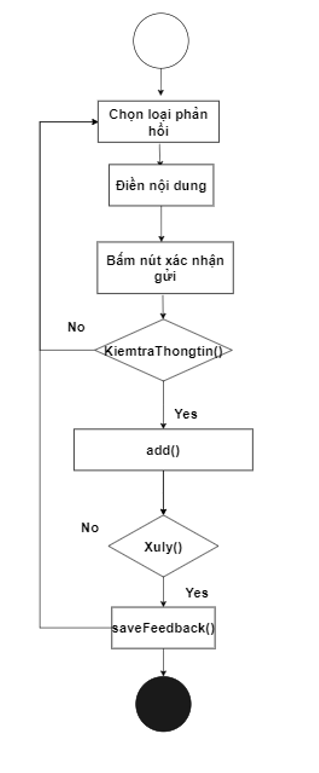 Chọn loại phản
hồi
Điền nội dung
Bấm nút xác nhận
gửi
No
KiemtraThongtin()
Yes
add()
No
Xuly()
Yes
saveFeedback()